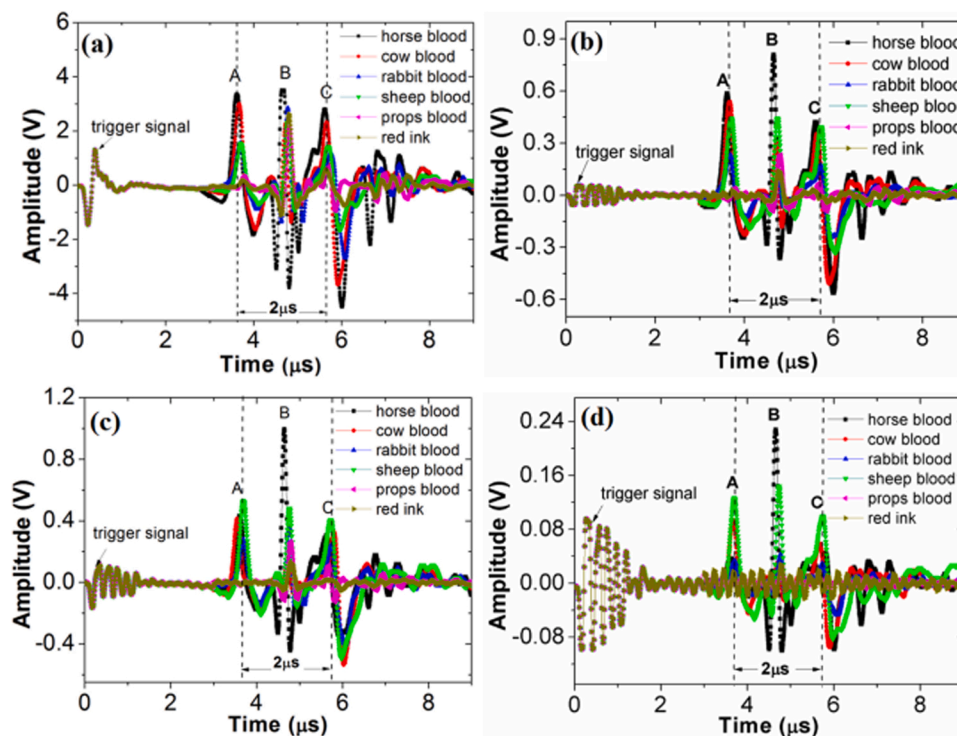 (a)
6
4
2
0
-2
-4
Amplitude (V)
trigger signal
A
B
C
horse blood
cow blood
rabbit blood
sheep blood
props blood
red ink
2μs
0 2 4 6 8
Time (μs)
(b)
0.9
0.6
0.3
0.0
-0.3
-0.6
Amplitude (V)
trigger signal
A
B
C
horse blood
cow blood
rabbit blood
sheep blood
props blood
red ink
2μs
0 2 4 6 8
Time (μs)
(c)
1.2
0.8
0.4
0.0
-0.4
Amplitude (V)
trigger signal
A
B
C
horse blood
cow blood
rabbit blood
sheep blood
props blood
red ink
2μs
0 2 4 6 8
Time (μs)
(d)
0.24
0.16
0.08
0.00
-0.08
Amplitude (V)
trigger signal
A
B
C
horse blood
cow blood
rabbit blood
sheep blood
props blood
red ink
2μs
0 2 4 6 8
Time (μs)